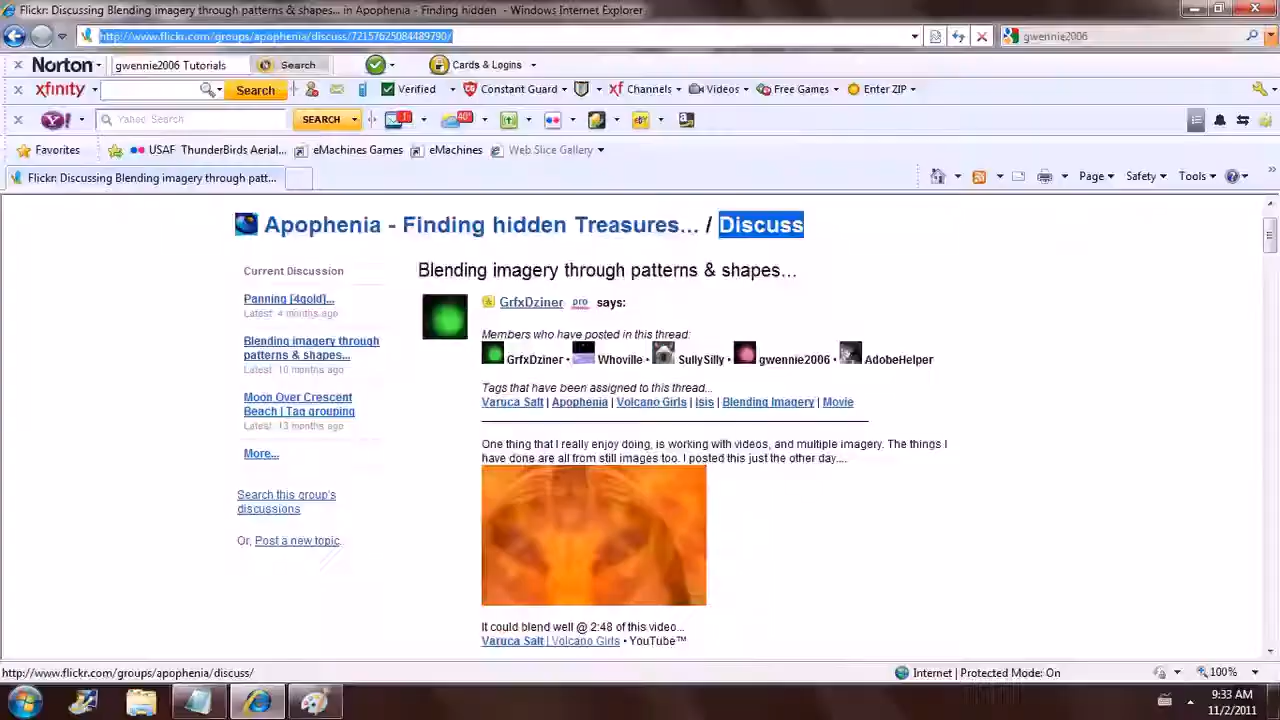 Flickr: Discussing Blending imagery through patterns & shapes... in Apophenia - Finding hidden - Windows Internet Explorer
http://www.flickr.com/groups/apophenia/discuss/72157625084489790/
gwennie2006
Norton gwennie2006 Tutorials Search Cards & Logins
xfinity Search Verified Constant Guard Channels Videos Free Games Enter ZIP
Y! Yahoo Search SEARCH 40°
Favorites USAF ThunderBirds Aerial... eMachines Games eMachines Web Slice Gallery
Flickr: Discussing Blending imagery through patt... Page Safety Tools
Apophenia - Finding hidden Treasures... / Discuss
Current Discussion
Panning [4gold]...
Latest: 4 months ago
Blending imagery through
patterns & shapes...
Latest: 10 months ago
Moon Over Crescent
Beach | Tag grouping
Latest: 13 months ago
More...
Search this group's
discussions
Or, Post a new topic.
Blending imagery through patterns & shapes...
GrfxDziner pro says:
Members who have posted in this thread:
GrfxDziner • Whoville • SullySilly • gwennie2006 • AdobeHelper
Tags that have been assigned to this thread...
Varuca Salt | Apophenia | Volcano Girls | Isis | Blending Imagery | Movie
One thing that I really enjoy doing, is working with videos, and multiple imagery. The things I
have done are all from still images too. I posted this just the other day....
It could blend well @ 2:48 of this video...
Varuca Salt | Volcano Girls • YouTube™
http://www.flickr.com/groups/apophenia/discuss/
Internet | Protected Mode: On
100%
9:33 AM
11/2/2011